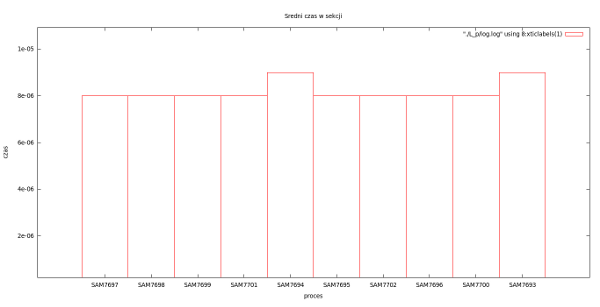 Sredni czas w sekcji
"./L_p/log.log" using 8:xticlabels(1)
1e-05
8e-06
6e-06
4e-06
2e-06
czas
SAM7697 SAM7698 SAM7699 SAM7701 SAM7694 SAM7695 SAM7702 SAM7696 SAM7700 SAM7693
proces